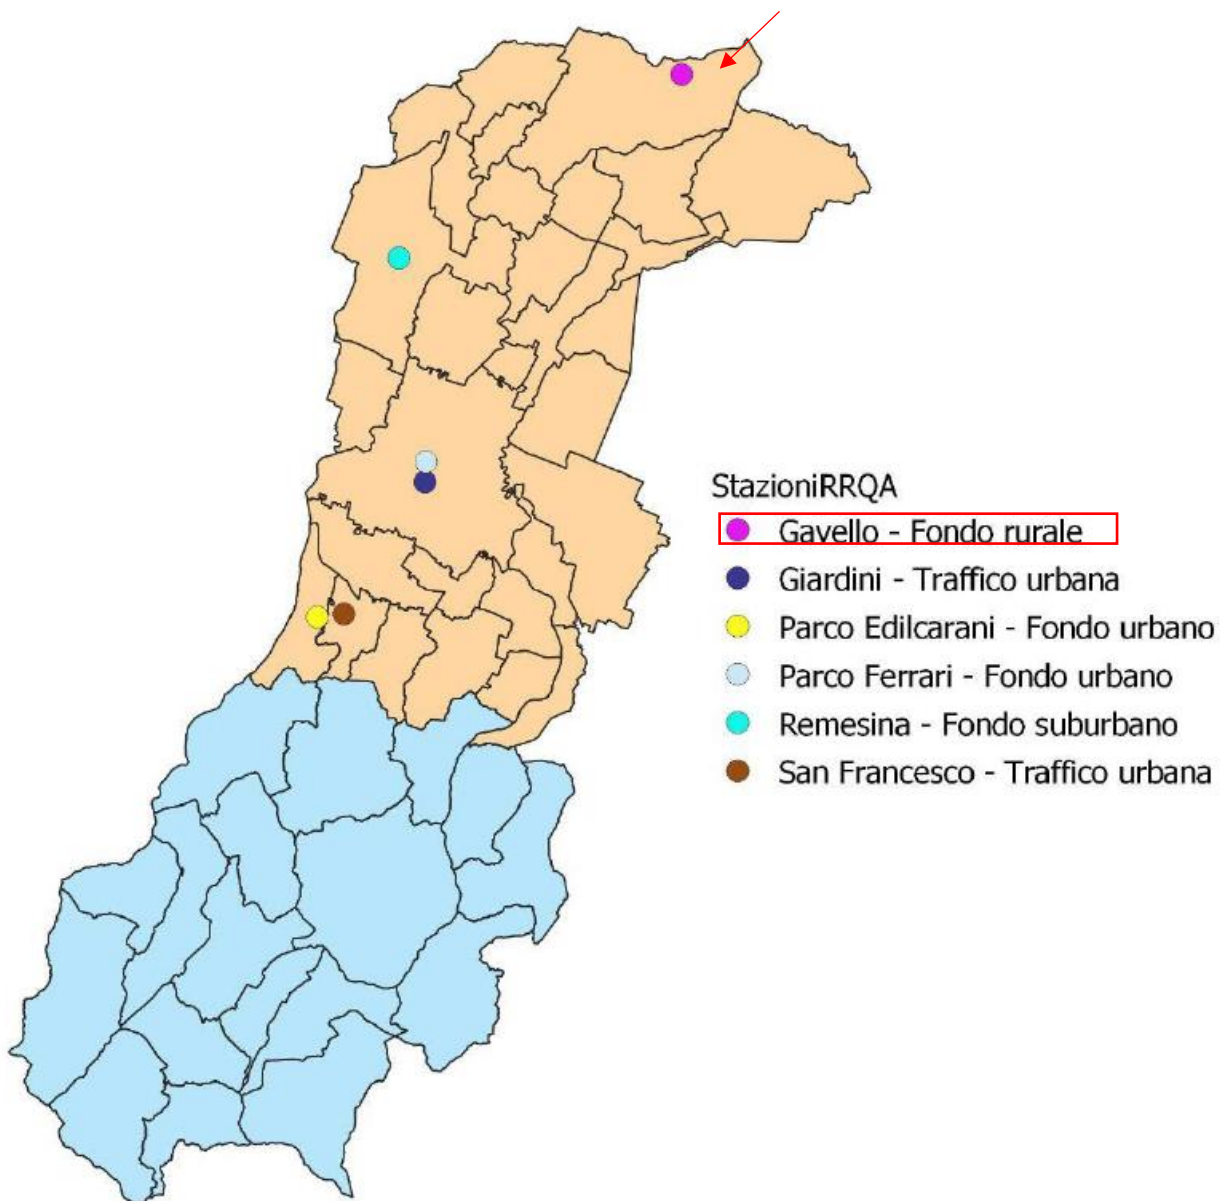 StazioniRRQA
Gavello - Fondo rurale
Giardini - Traffico urbana
Parco Edilcarani - Fondo urbano
Parco Ferrari - Fondo urbano
Remesina - Fondo suburbano
San Francesco - Traffico urbana